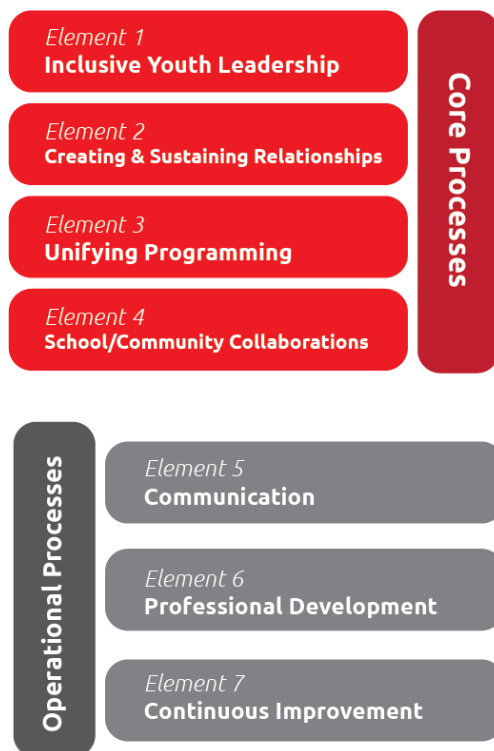 Element 1
Inclusive Youth Leadership
Element 2
Creating & Sustaining Relationships
Element 3
Unifying Programming
Element 4
School/Community Collaborations
Core Processes
Operational Processes
Element 5
Communication
Element 6
Professional Development
Element 7
Continuous Improvement